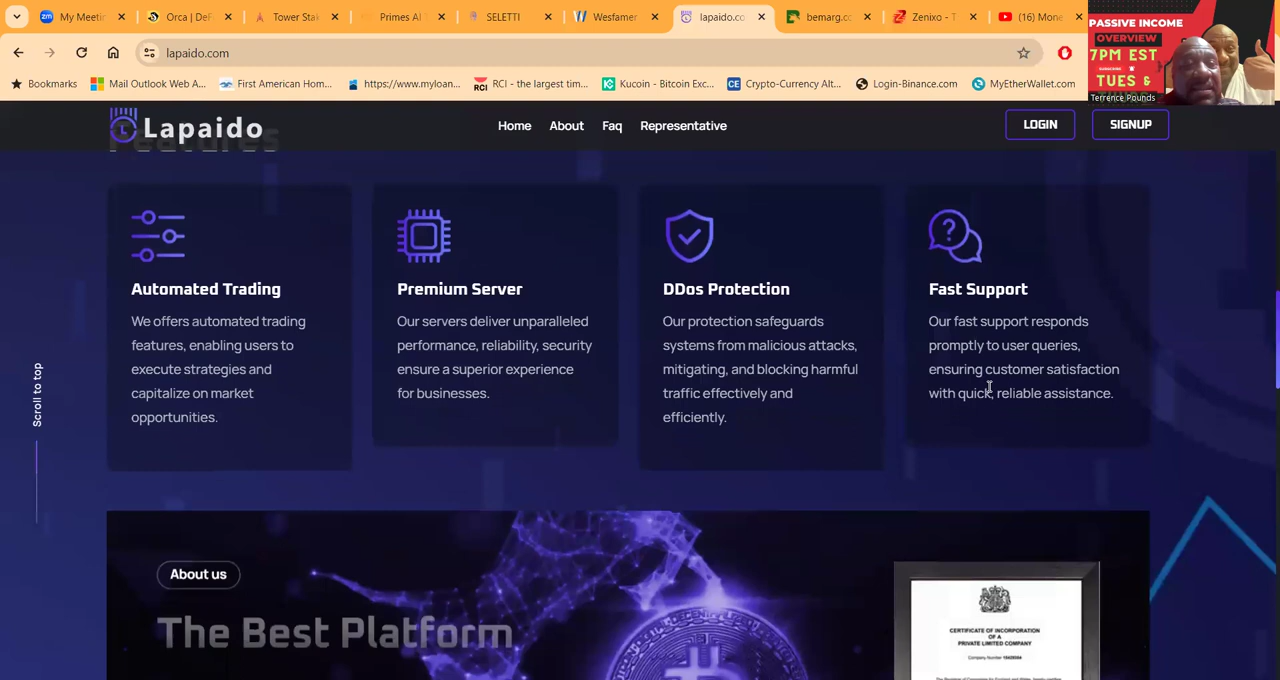 My Meeti
Orca | DeF
Tower Stak
Primes AI T
SELETTI
Wesfamer
lapaido.co
bemarg.cc
Zenixo - T
(16) Mone
lapaido.com
Bookmarks
Mail Outlook Web A...
First American Hom...
https://www.myloan...
RCI - the largest tim...
Kucoin - Bitcoin Exc...
Crypto-Currency Alt...
Login-Binance.com
MyEtherWallet.com
PASSIVE INCOME
OVERVIEW
7PM EST
TUES &
Terrence Pounds
Lapaido
Home
About
Faq
Representative
LOGIN
SIGNUP
Features
Automated Trading
We offers automated trading
features, enabling users to
execute strategies and
capitalize on market
opportunities.
Premium Server
Our servers deliver unparalleled
performance, reliability, security
ensure a superior experience
for businesses.
DDos Protection
Our protection safeguards
systems from malicious attacks,
mitigating, and blocking harmful
traffic effectively and
efficiently.
Fast Support
Our fast support responds
promptly to user queries,
ensuring customer satisfaction
with quick, reliable assistance.
Scroll to top
About us
The Best Platform
CERTIFICATE OF INCORPORATION
OF A
PRIVATE LIMITED COMPANY